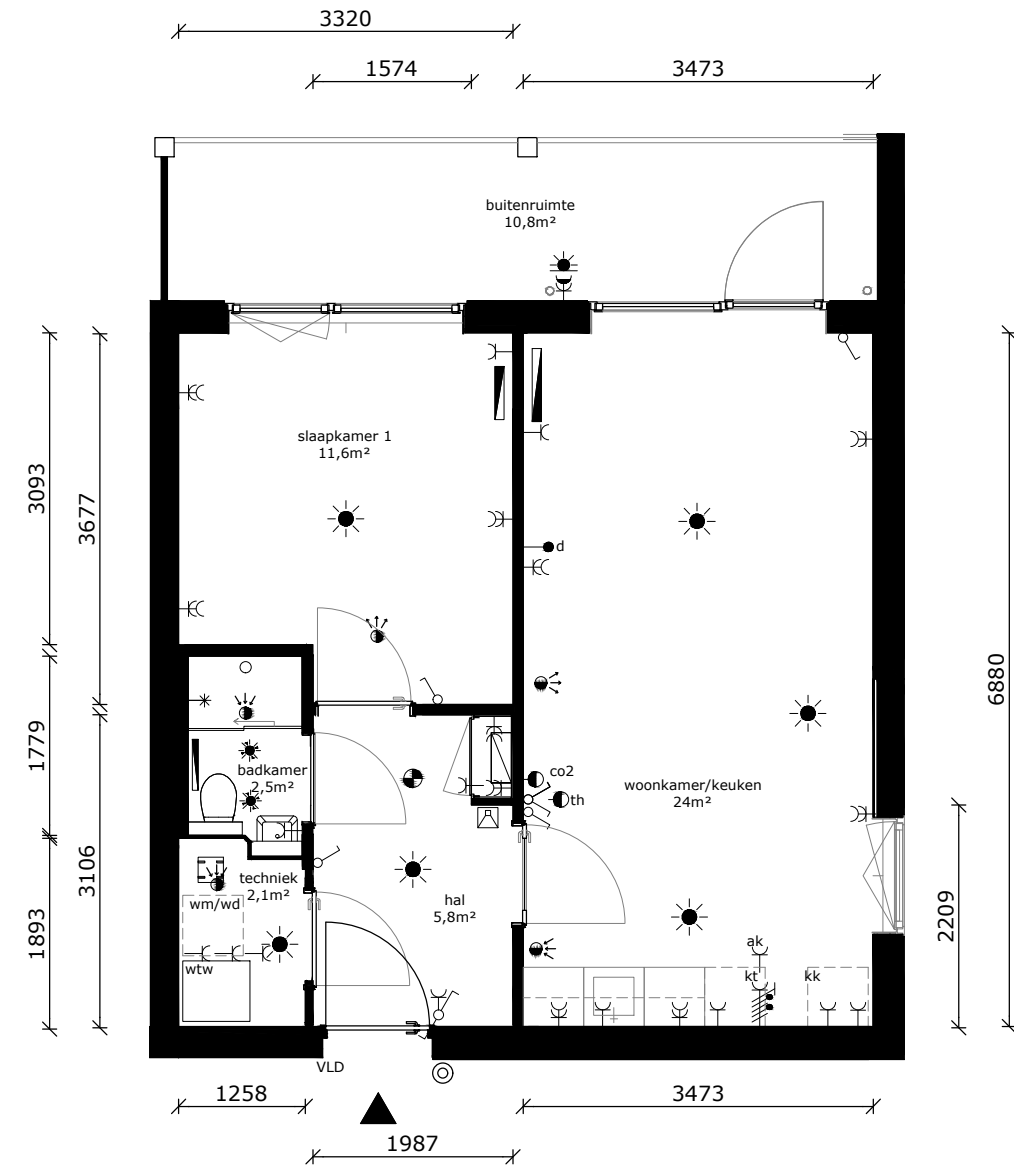 3320
1574
3473
buitenruimte
10,8m²
slaapkamer 1
11,6m²
3093
3677
d
6880
1779
badkamer
2,5m²
co2
th
woonkamer/keuken
24m²
3106
techniek
2,1m²
wm/wd
hal
5,8m²
1893
2209
ak
wtw
kt
kk
VLD
1258
3473
1987